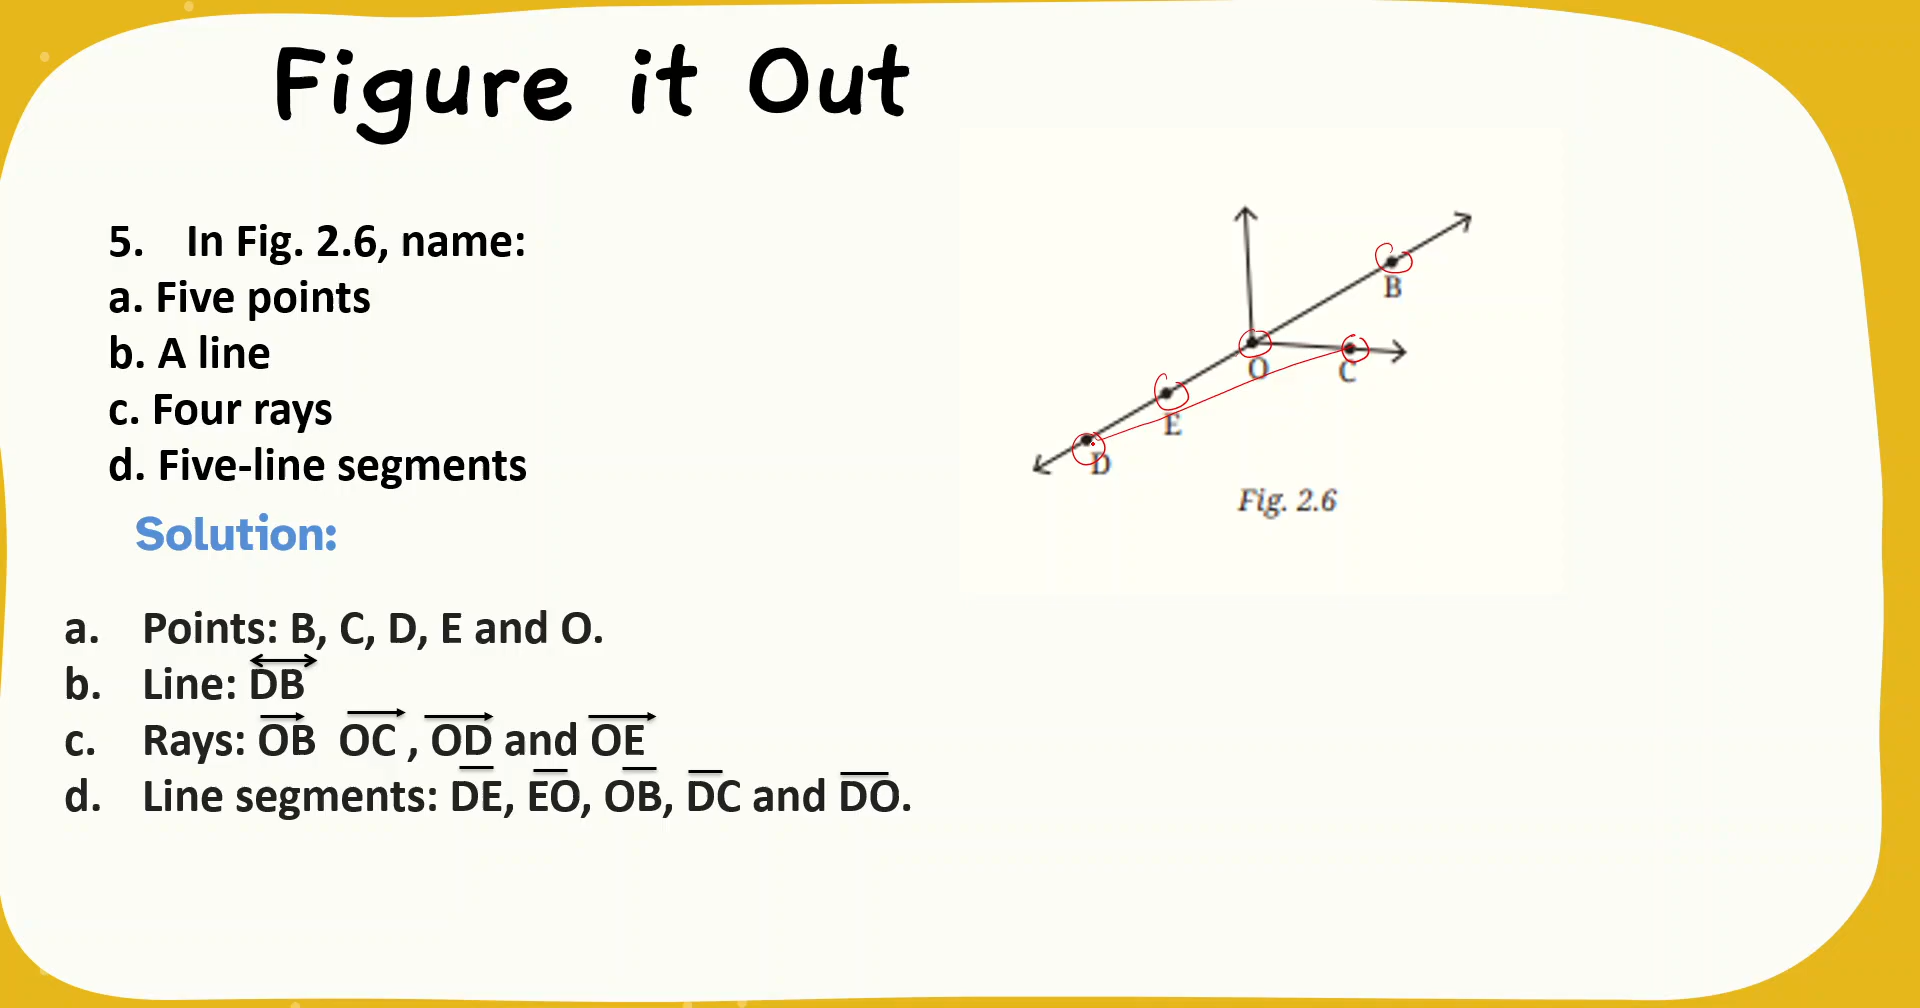 Figure it Out
5. In Fig. 2.6, name:
a. Five points
b. A line
c. Four rays
d. Five-line segments
B
O
C
E
D
Fig. 2.6
Solution:
a. Points: B, C, D, E and O.
b. Line: DB
c. Rays: OB OC , OD and OE
d. Line segments: DE, EO, OB, DC and DO.